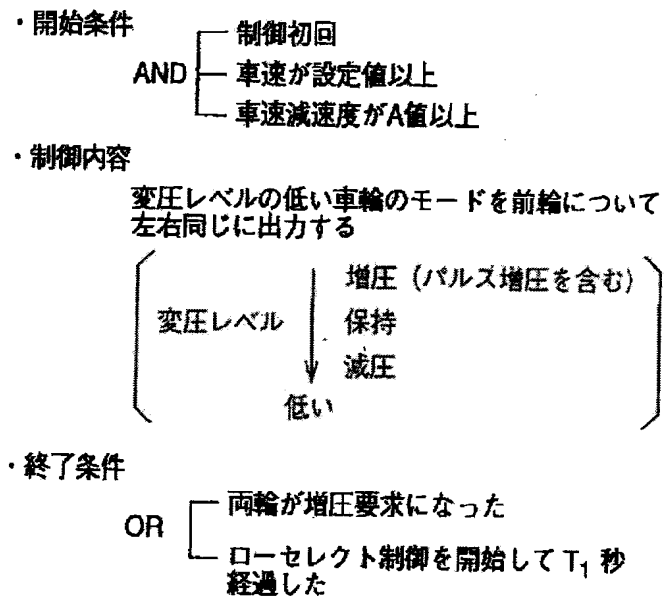 ・開始条件
制御初回
AND 車速が設定値以上
車速減速度がA値以上
・制御内容
変圧レベルの低い車輪のモードを前輪について
左右同じに出力する
増圧（パルス増圧を含む）
変圧レベル 保持
減圧
低い
・終了条件
両輪が増圧要求になった
OR
ローセレクト制御を開始してT₁秒
経過した